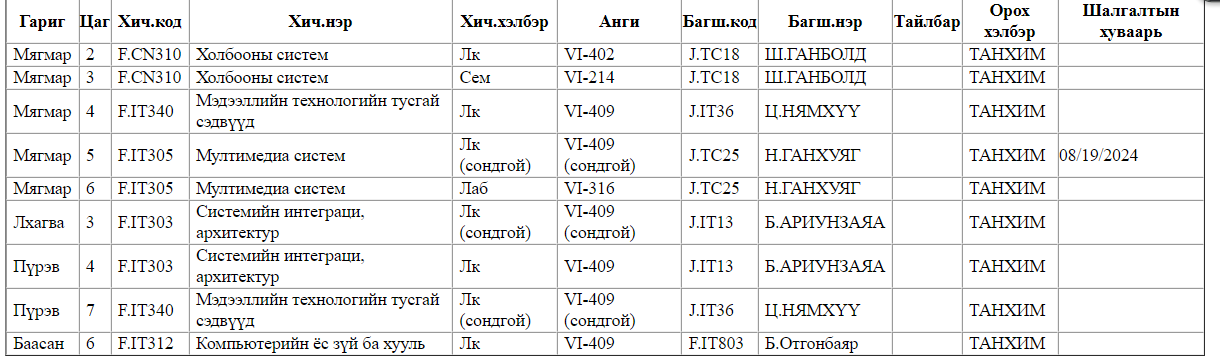 Гариг Цаг Хич.код Хич.нэр Хич.хэлбэр Анги Багш.код Багш.нэр Тайлбар Орох хэлбэр Шалгалтын хуваарь
Мягмар 2 F.CN310 Холбооны систем Лк VI-402 J.TC18 Ш.ГАНБОЛД ТАНХИМ
Мягмар 3 F.CN310 Холбооны систем Сем VI-214 J.TC18 Ш.ГАНБОЛД ТАНХИМ
Мягмар 4 F.IT340 Мэдээллийн технологийн тусгай сэдвүүд Лк VI-409 J.IT36 Ц.НЯМХҮҮ ТАНХИМ
Мягмар 5 F.IT305 Мултимедиа систем Лк (сондгой) VI-409 (сондгой) J.TC25 Н.ГАНХУЯГ ТАНХИМ 08/19/2024
Мягмар 6 F.IT305 Мултимедиа систем Лаб VI-316 J.TC25 Н.ГАНХУЯГ ТАНХИМ
Лхагва 3 F.IT303 Системийн интеграци, архитектур Лк (сондгой) VI-409 (сондгой) J.IT13 Б.АРИУНЗАЯА ТАНХИМ
Пүрэв 4 F.IT303 Системийн интеграци, архитектур Лк VI-409 J.IT13 Б.АРИУНЗАЯА ТАНХИМ
Пүрэв 7 F.IT340 Мэдээллийн технологийн тусгай сэдвүүд Лк (сондгой) VI-409 (сондгой) J.IT36 Ц.НЯМХҮҮ ТАНХИМ
Баасан 6 F.IT312 Компьютерийн ёс зүй ба хууль Лк VI-409 F.IT803 Б.Отгонбаяр ТАНХИМ